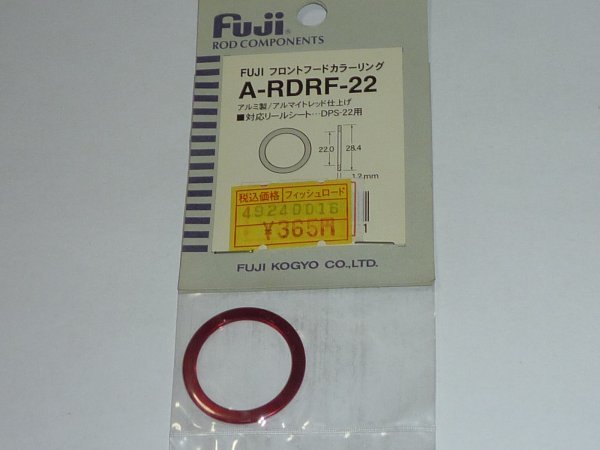 Fuji®
ROD COMPONENTS
FUJI フロントフードカラーリング
A-RDRF-22
アルミ製/アルマイトレッド仕上げ
■対応リールシート…DPS-22用
22.0 28.4
1.2mm
税込価格 フィッシュロード
49240016
¥365円
1
FUJI KOGYO CO.,LTD.